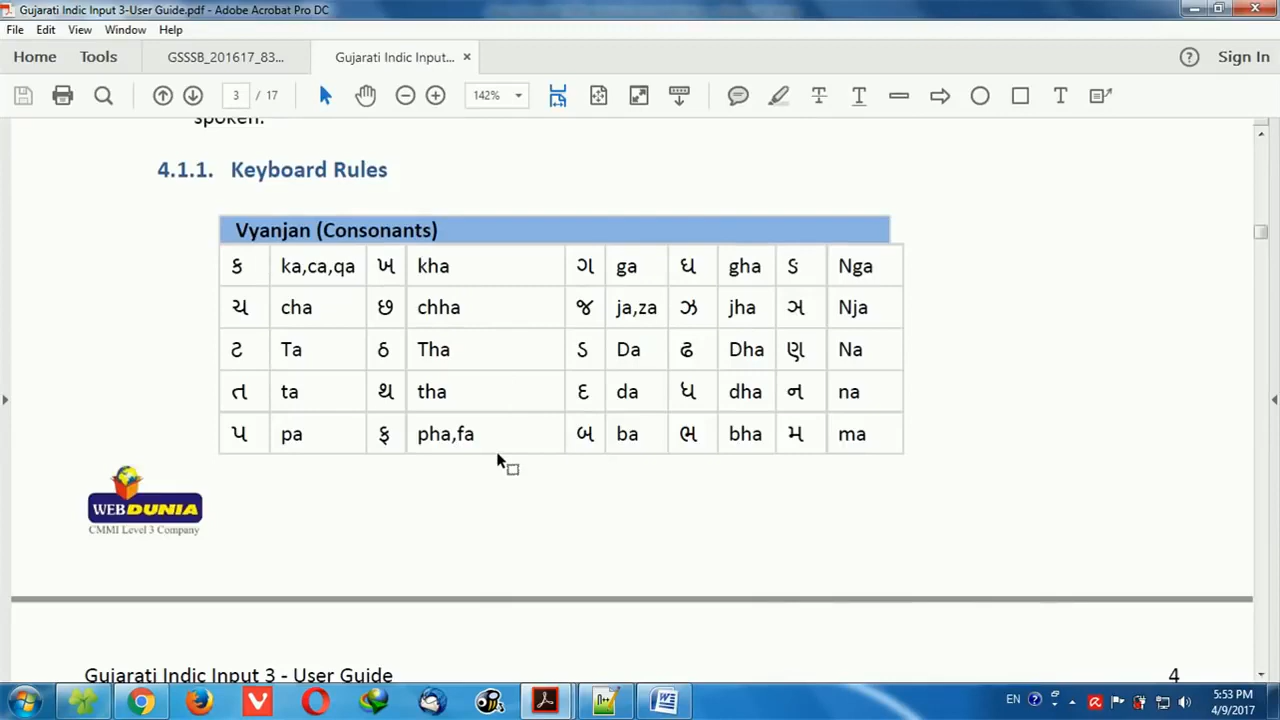 Gujarati Indic Input 3-User Guide.pdf - Adobe Acrobat Pro DC
File Edit View Window Help
Home Tools GSSSB_201617_83... Gujarati Indic Input... × Sign In
3 / 17 142%
spoken.
4.1.1. Keyboard Rules
Vyanjan (Consonants)
ક ka,ca,qa ખ kha ગ ga ઘ gha ઙ Nga
ચ cha છ chha જ ja,za ઝ jha ઞ Nja
ટ Ta ઠ Tha ડ Da ઢ Dha ણ Na
ત ta થ tha દ da ધ dha ન na
પ pa ફ pha,fa બ ba ભ bha મ ma
WEBDUNIA
CMMI Level 3 Company
Gujarati Indic Input 3 - User Guide 4
EN 5:53 PM
4/9/2017